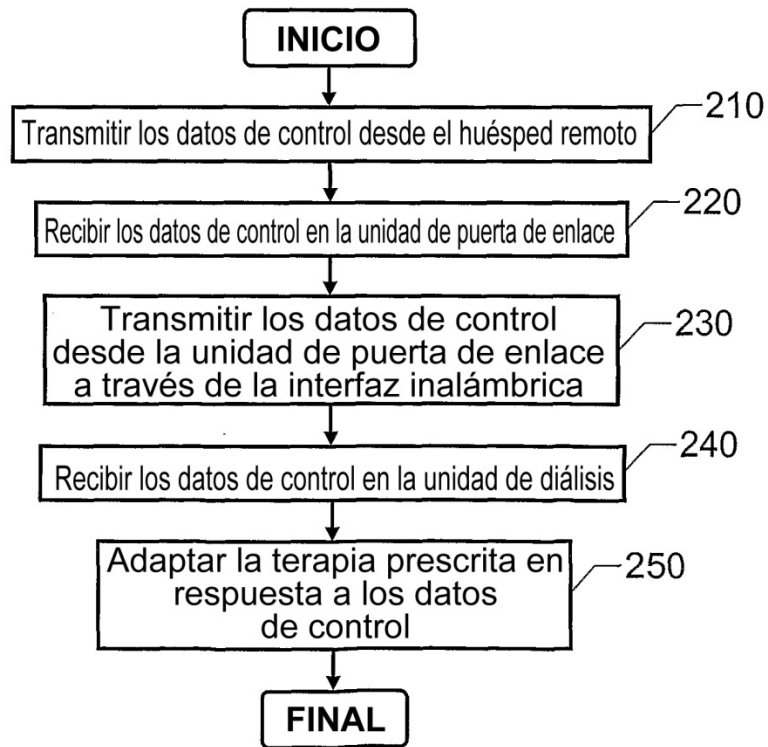 INICIO
210
Transmitir los datos de control desde el huésped remoto
220
Recibir los datos de control en la unidad de puerta de enlace
Transmitir los datos de control
desde la unidad de puerta de enlace
a través de la interfaz inalámbrica
230
240
Recibir los datos de control en la unidad de diálisis
Adaptar la terapia prescrita en
respuesta a los datos
de control
250
FINAL